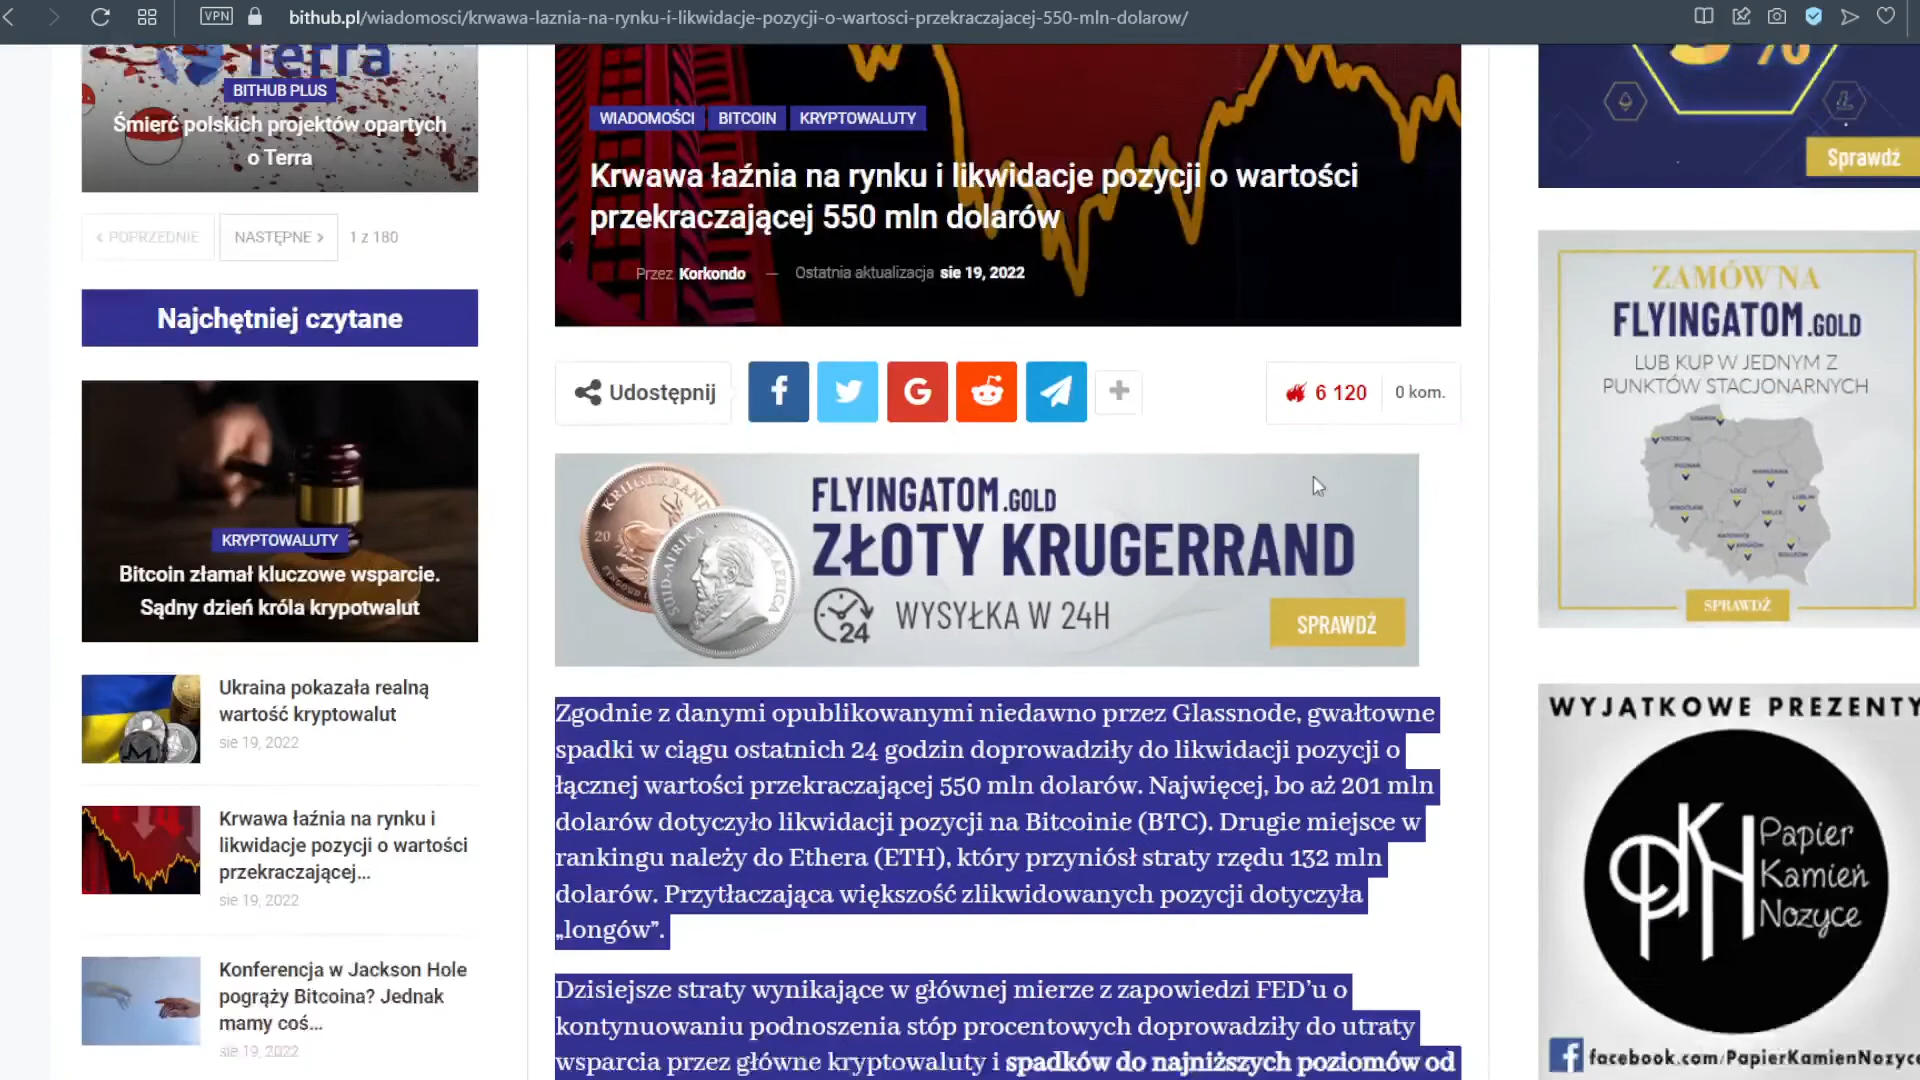 VPN
bithub.pl/wiadomosci/krwawa-laznia-na-rynku-i-likwidacje-pozycji-o-wartosci-przekraczajacej-550-mln-dolarow/
Terra
BITHUB PLUS
Śmierć polskich projektów opartych
o Terra
POPRZEDNIE
NASTĘPNE
1 z 180
Najchętniej czytane
KRYPTOWALUTY
Bitcoin złamał kluczowe wsparcie.
Sądny dzień króla krypotwalut
Ukraina pokazała realną
wartość kryptowalut
sie 19, 2022
Krwawa łaźnia na rynku i
likwidacje pozycji o wartości
przekraczającej...
sie 19, 2022
Konferencja w Jackson Hole
pogrąży Bitcoina? Jednak
mamy coś...
sie 19, 2022
WIADOMOŚCI BITCOIN KRYPTOWALUTY
Krwawa łaźnia na rynku i likwidacje pozycji o wartości
przekraczającej 550 mln dolarów
Przez Korkondo — Ostatnia aktualizacja sie 19, 2022
Udostępnij
6 120
0 kom.
FLYINGATOM.GOLD
ZŁOTY KRUGERRAND
24
WYSYŁKA W 24H
SPRAWDŹ
Zgodnie z danymi opublikowanymi niedawno przez Glassnode, gwałtowne
spadki w ciągu ostatnich 24 godzin doprowadziły do likwidacji pozycji o
łącznej wartości przekraczającej 550 mln dolarów. Najwięcej, bo aż 201 mln
dolarów dotyczyło likwidacji pozycji na Bitcoinie (BTC). Drugie miejsce w
rankingu należy do Ethera (ETH), który przyniósł straty rzędu 132 mln
dolarów. Przytłaczająca większość zlikwidowanych pozycji dotyczyła
„longów”.
Dzisiejsze straty wynikające w głównej mierze z zapowiedzi FED’u o
kontynuowaniu podnoszenia stóp procentowych doprowadziły do utraty
wsparcia przez główne kryptowaluty i spadków do najniższych poziomów od
%
Sprawdź
ZAMÓW NA
FLYINGATOM.GOLD
LUB KUP W JEDNYM Z
PUNKTÓW STACJONARNYCH
SPRAWDŹ
WYJĄTKOWE PREZENTY
Papier
Kamień
Nożyce
facebook.com/PapierKamienNozyce